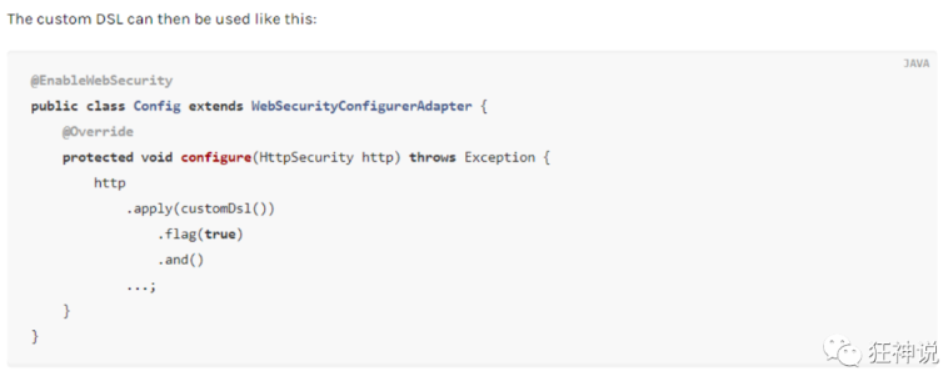 The custom DSL can then be used like this:
JAVA
@EnableWebSecurity
public class Config extends WebSecurityConfigurerAdapter {
    @Override
    protected void configure(HttpSecurity http) throws Exception {
        http
            .apply(customDsl())
                .flag(true)
                .and()
            ...;
    }
}
狂神说